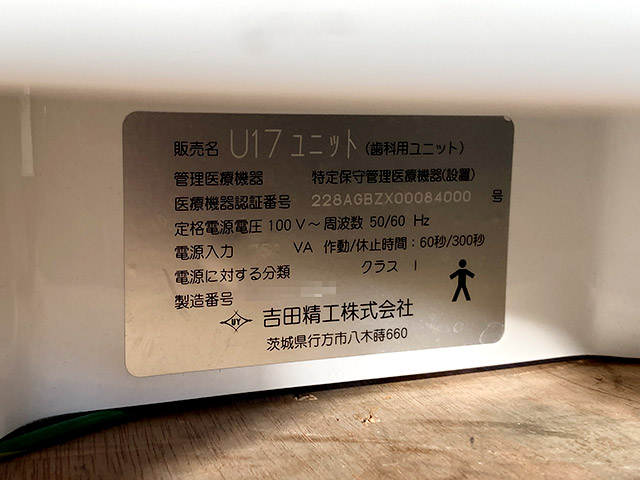 販売名 U17 ユニット (歯科用ユニット)
管理医療機器 特定保守管理医療機器(設置)
医療機器認証番号 228AGBZX00084000 号
定格電源電圧 100 V～ 周波数 50/60 Hz
電源入力 VA 作動/休止時間：60秒/300秒
電源に対する分類 クラス I
製造番号
UY 吉田精工株式会社
茨城県行方市八木蒔660